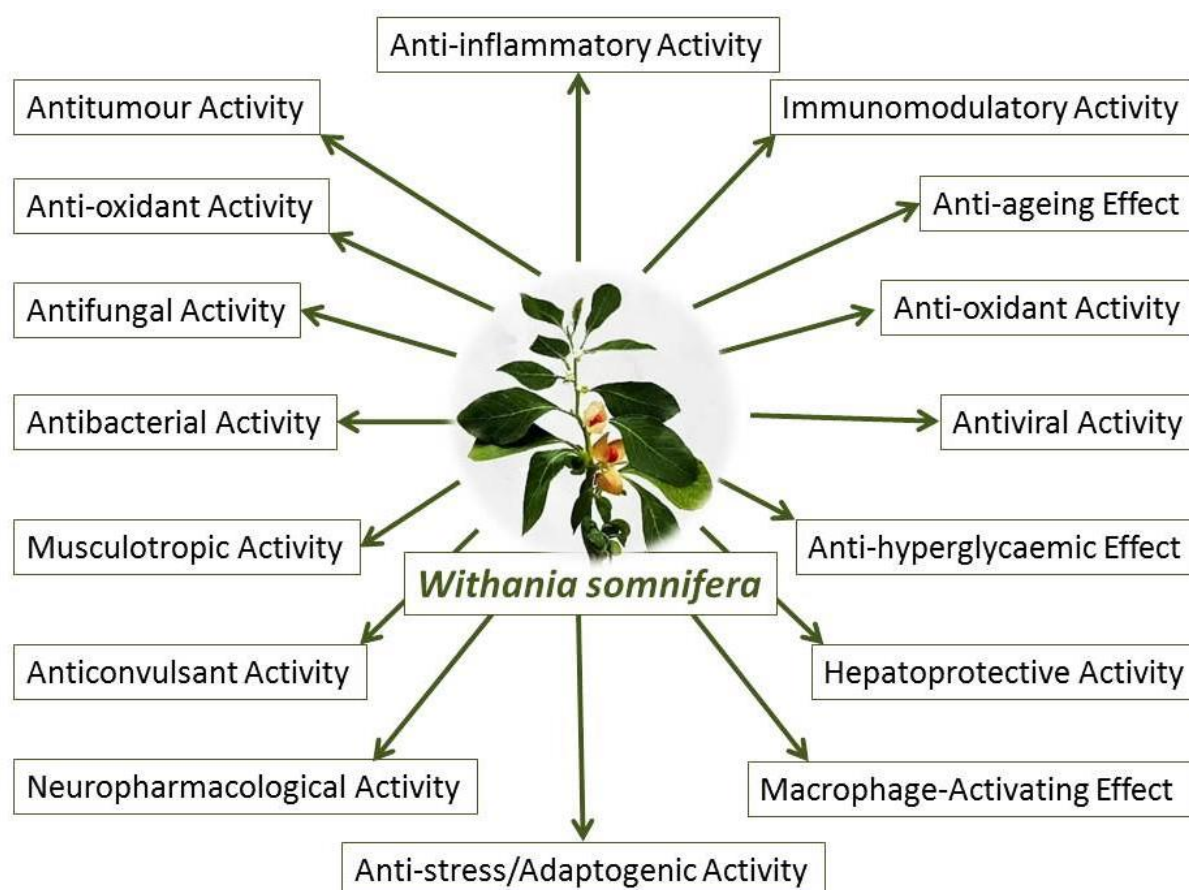 Anti-inflammatory Activity
Antitumour Activity
Immunomodulatory Activity
Anti-oxidant Activity
Anti-ageing Effect
Antifungal Activity
Anti-oxidant Activity
Antibacterial Activity
Antiviral Activity
Musculotropic Activity
Anti-hyperglycaemic Effect
Withania somnifera
Anticonvulsant Activity
Hepatoprotective Activity
Neuropharmacological Activity
Macrophage-Activating Effect
Anti-stress/Adaptogenic Activity